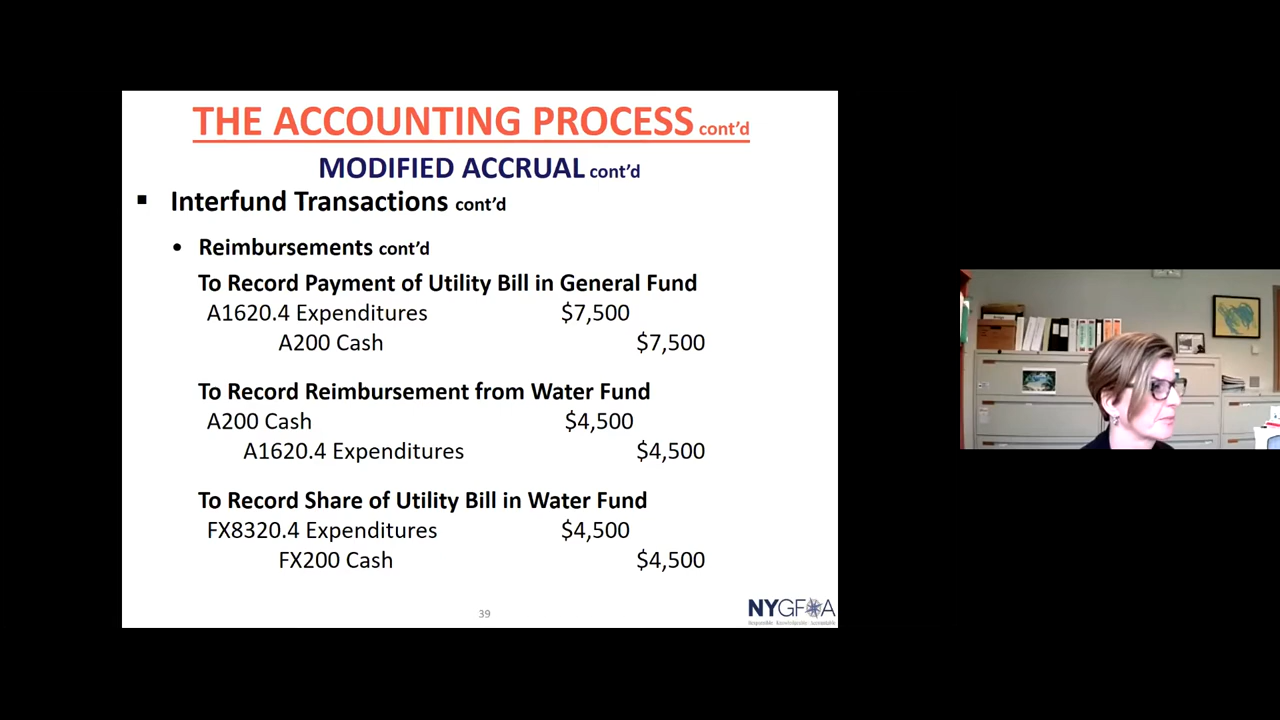 THE ACCOUNTING PROCESS cont’d
MODIFIED ACCRUAL cont’d
▪ Interfund Transactions cont’d
• Reimbursements cont’d
To Record Payment of Utility Bill in General Fund
A1620.4 Expenditures $7,500
A200 Cash $7,500
To Record Reimbursement from Water Fund
A200 Cash $4,500
A1620.4 Expenditures $4,500
To Record Share of Utility Bill in Water Fund
FX8320.4 Expenditures $4,500
FX200 Cash $4,500
39
NYGFOA